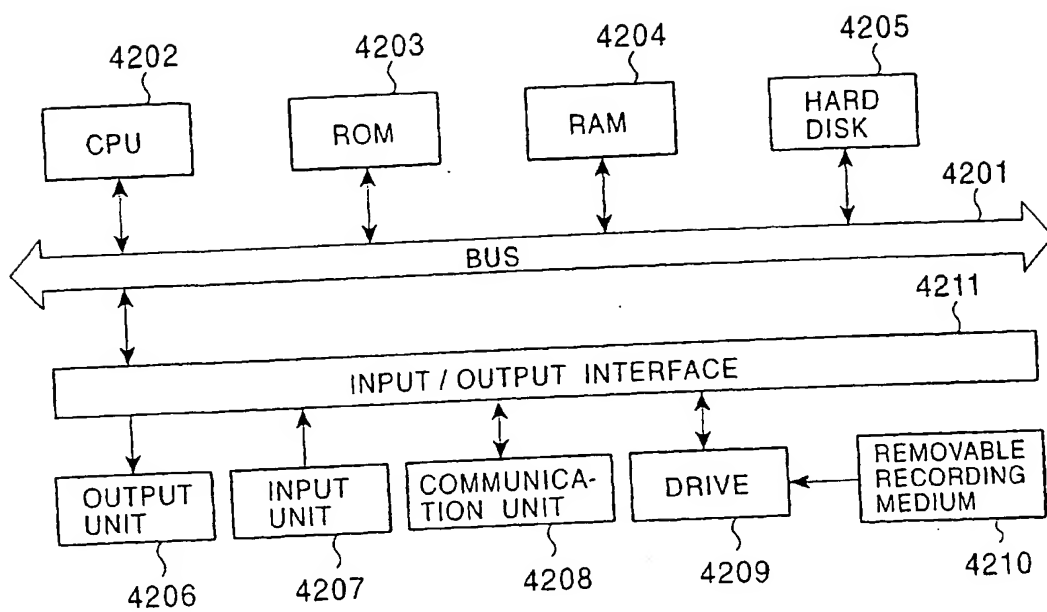 4202
4203
4204
4205
CPU
ROM
RAM
HARD
DISK
4201
BUS
4211
INPUT / OUTPUT INTERFACE
OUTPUT
UNIT
INPUT
UNIT
COMMUNICA-
TION UNIT
DRIVE
REMOVABLE
RECORDING
MEDIUM
4206
4207
4208
4209
4210